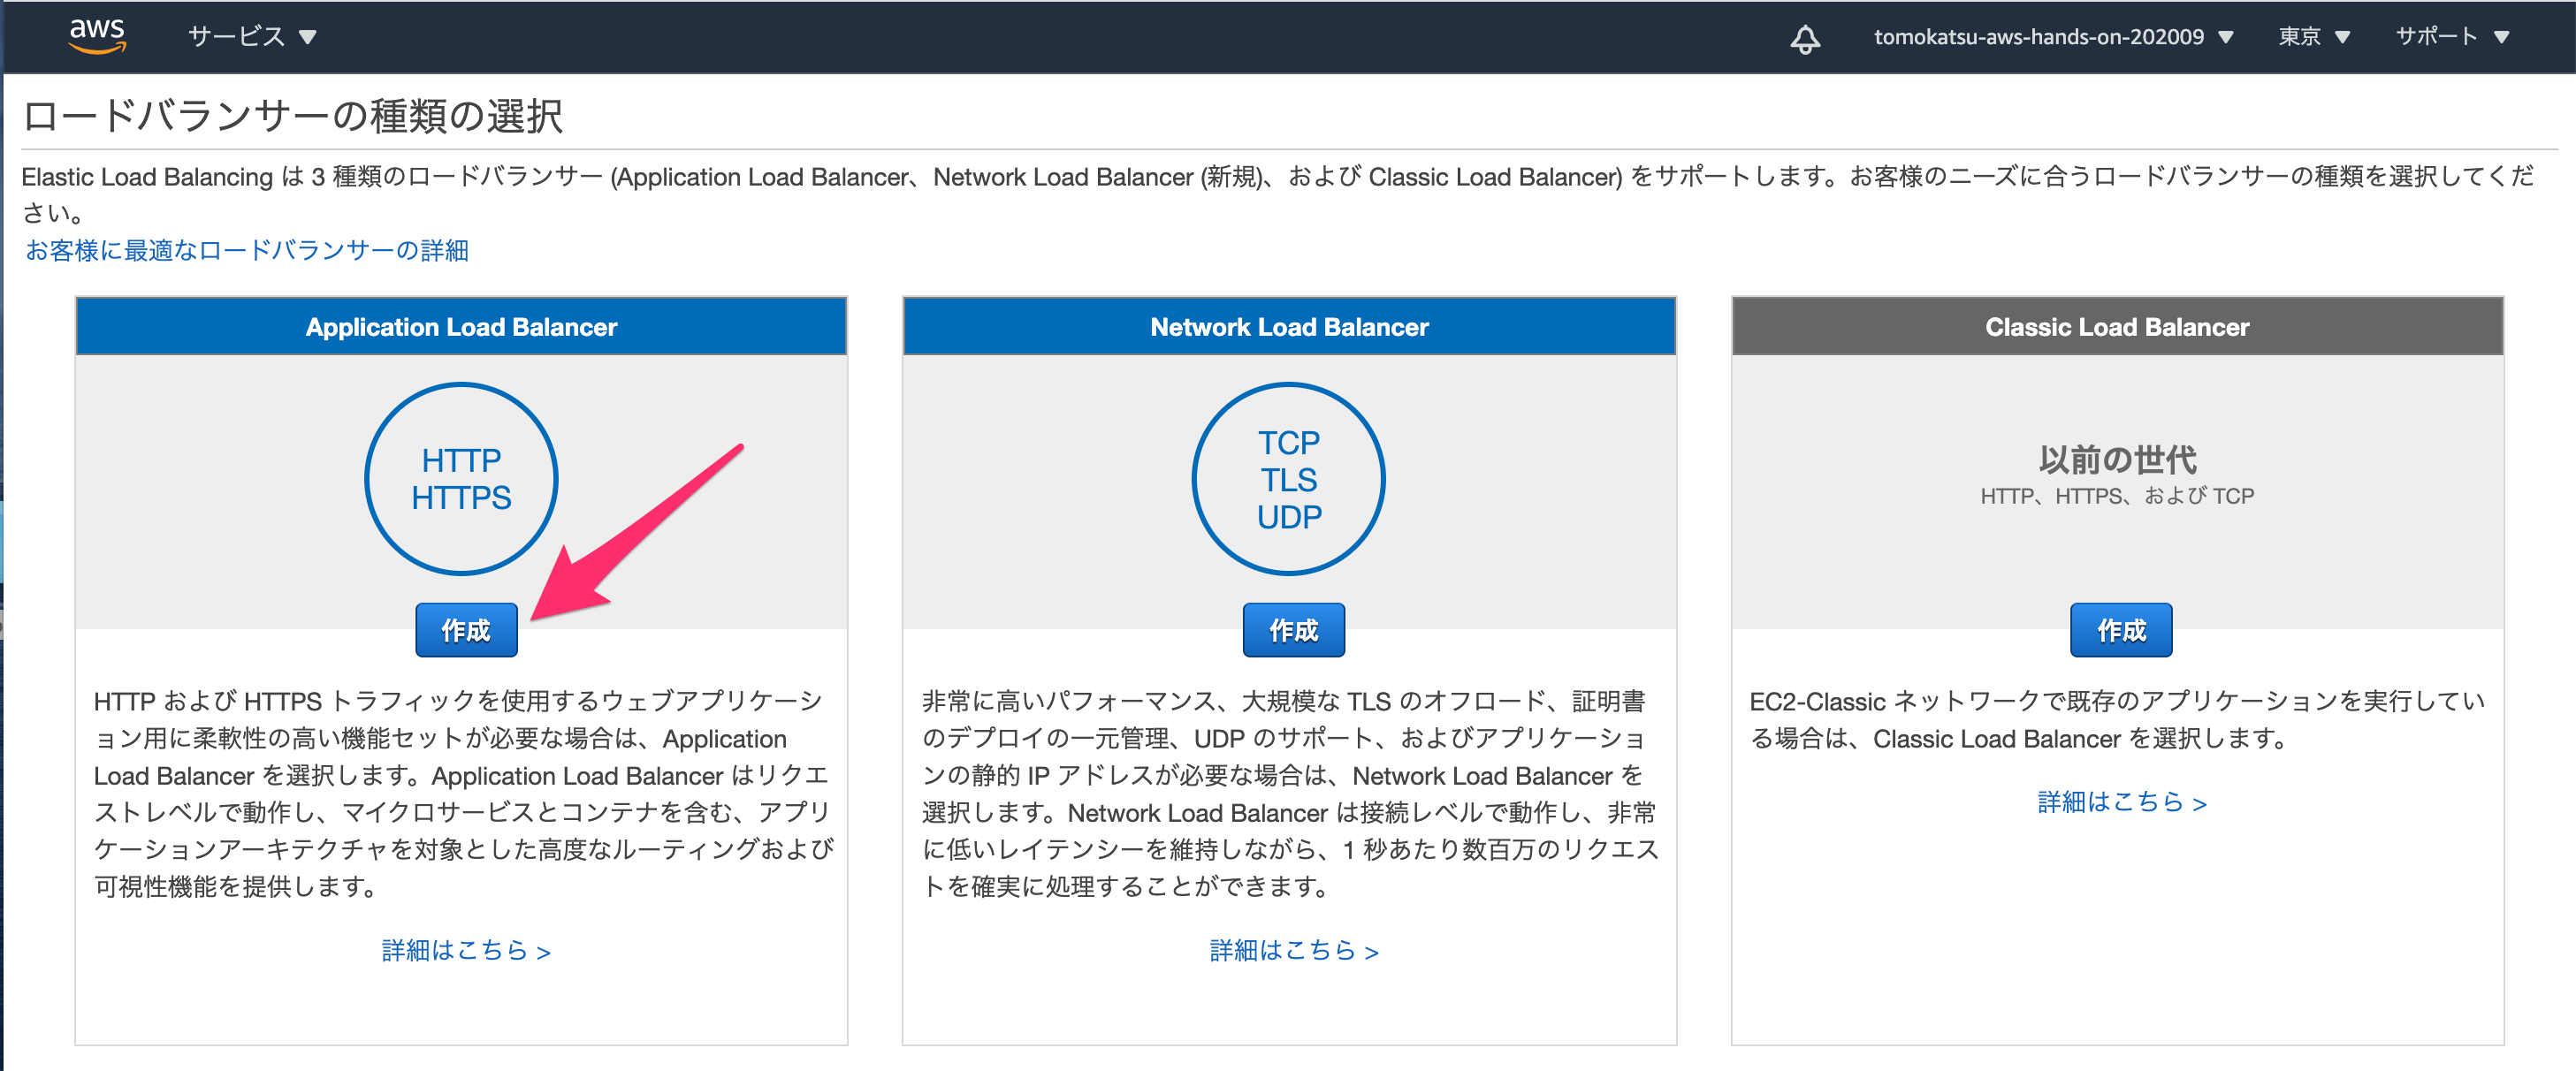 aws サービス ▼ tomokatsu-aws-hands-on-202009 ▼ 東京 ▼ サポート ▼
ロードバランサーの種類の選択
Elastic Load Balancing は 3 種類のロードバランサー (Application Load Balancer、Network Load Balancer (新規)、および Classic Load Balancer) をサポートします。お客様のニーズに合うロードバランサーの種類を選択してくだ
さい。
お客様に最適なロードバランサーの詳細
Application Load Balancer
HTTP
HTTPS
作成
HTTP および HTTPS トラフィックを使用するウェブアプリケーシ
ョン用に柔軟性の高い機能セットが必要な場合は、Application
Load Balancer を選択します。Application Load Balancer はリクエ
ストレベルで動作し、マイクロサービスとコンテナを含む、アプリ
ケーションアーキテクチャを対象とした高度なルーティングおよび
可視性機能を提供します。
詳細はこちら >
Network Load Balancer
TCP
TLS
UDP
作成
非常に高いパフォーマンス、大規模な TLS のオフロード、証明書
のデプロイの一元管理、UDP のサポート、およびアプリケーショ
ンの静的 IP アドレスが必要な場合は、Network Load Balancer を
選択します。Network Load Balancer は接続レベルで動作し、非常
に低いレイテンシーを維持しながら、1 秒あたり数百万のリクエス
トを確実に処理することができます。
詳細はこちら >
Classic Load Balancer
以前の世代
HTTP、HTTPS、および TCP
作成
EC2-Classic ネットワークで既存のアプリケーションを実行してい
る場合は、Classic Load Balancer を選択します。
詳細はこちら >